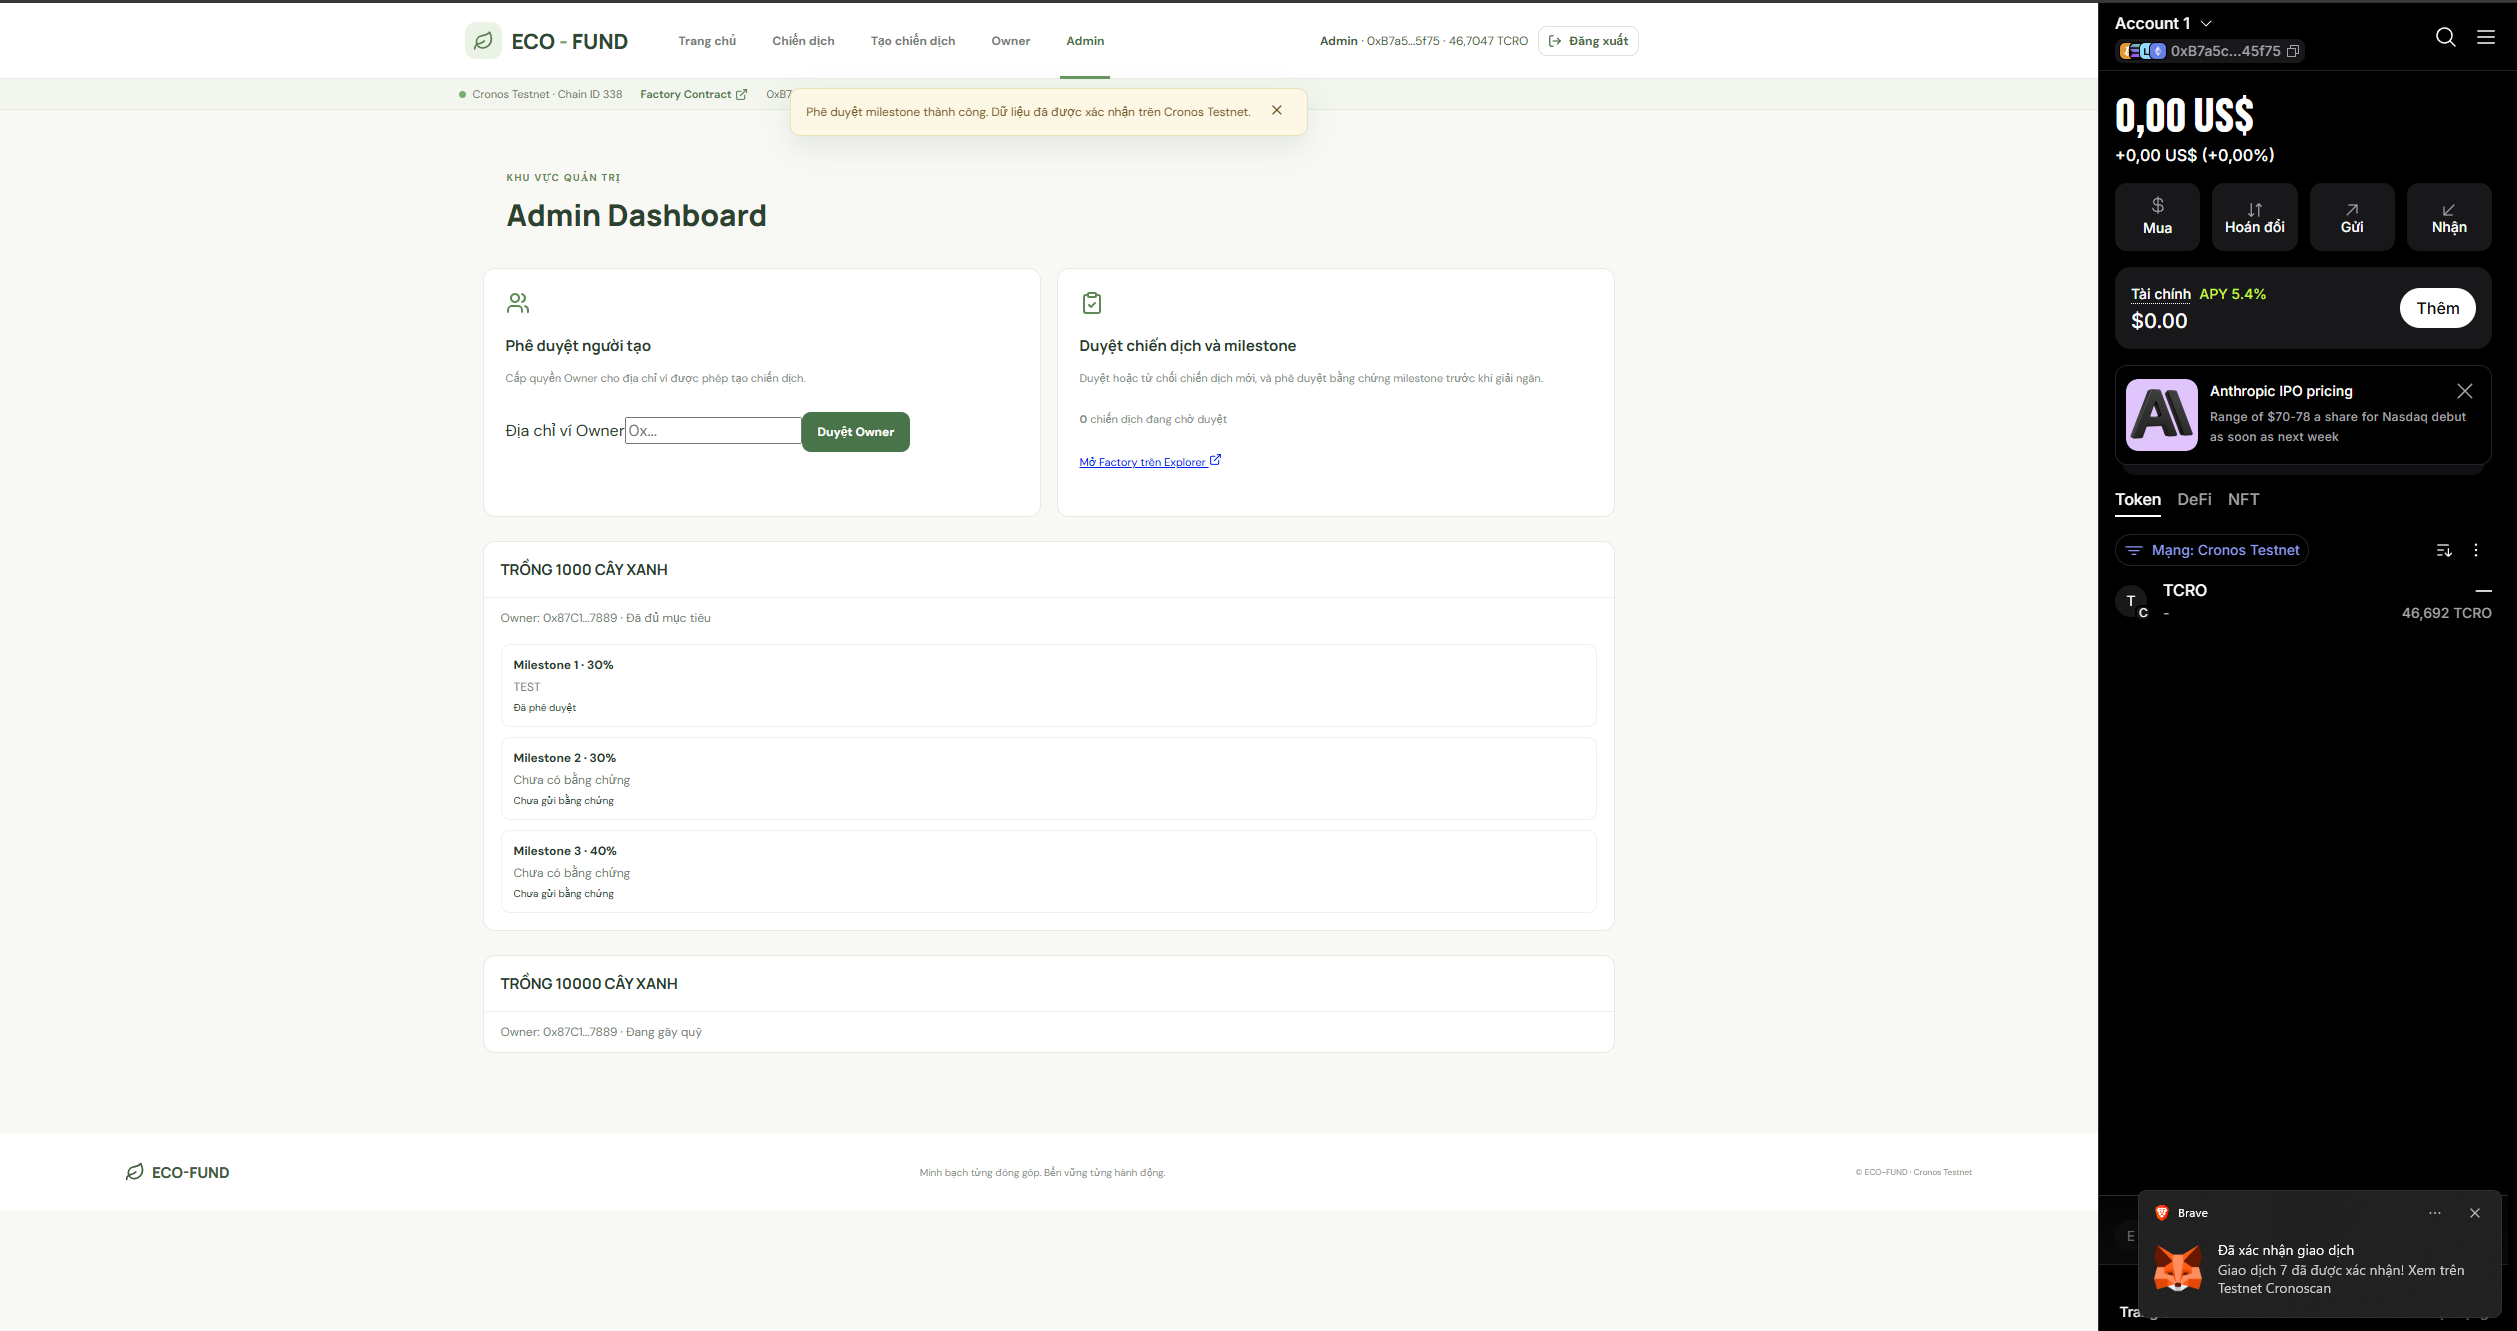 ECO - FUND
Trang chủ
Chiến dịch
Tạo chiến dịch
Owner
Admin
Admin · 0xB7a5...5f75 · 46,7047 TCRO
Đăng xuất
Cronos Testnet · Chain ID 338
Factory Contract
0xB7
Phê duyệt milestone thành công. Dữ liệu đã được xác nhận trên Cronos Testnet.
KHU VỰC QUẢN TRỊ
Admin Dashboard
Phê duyệt người tạo
Cấp quyền Owner cho địa chỉ ví được phép tạo chiến dịch.
Địa chỉ ví Owner
0x...
Duyệt Owner
Duyệt chiến dịch và milestone
Duyệt hoặc từ chối chiến dịch mới, và phê duyệt bằng chứng milestone trước khi giải ngân.
0 chiến dịch đang chờ duyệt
Mở Factory trên Explorer
TRỒNG 1000 CÂY XANH
Owner: 0x87C1...7889 · Đã đủ mục tiêu
Milestone 1 · 30%
TEST
Đã phê duyệt
Milestone 2 · 30%
Chưa có bằng chứng
Chưa gửi bằng chứng
Milestone 3 · 40%
Chưa có bằng chứng
Chưa gửi bằng chứng
TRỒNG 10000 CÂY XANH
Owner: 0x87C1...7889 · Đang gây quỹ
ECO-FUND
Minh bạch từng đóng góp. Bền vững từng hành động.
© ECO-FUND · Cronos Testnet
Account 1
0xB7a5c...45f75
0,00 US$
+0,00 US$ (+0,00%)
Mua
Hoán đổi
Gửi
Nhận
Tài chính APY 5.4%
$0.00
Thêm
Anthropic IPO pricing
Range of $70-78 a share for Nasdaq debut
as soon as next week
Token
DeFi
NFT
Mạng: Cronos Testnet
T
C
TCRO
—
-
46,692 TCRO
E
Brave
Đã xác nhận giao dịch
Giao dịch 7 đã được xác nhận! Xem trên
Testnet Cronoscan